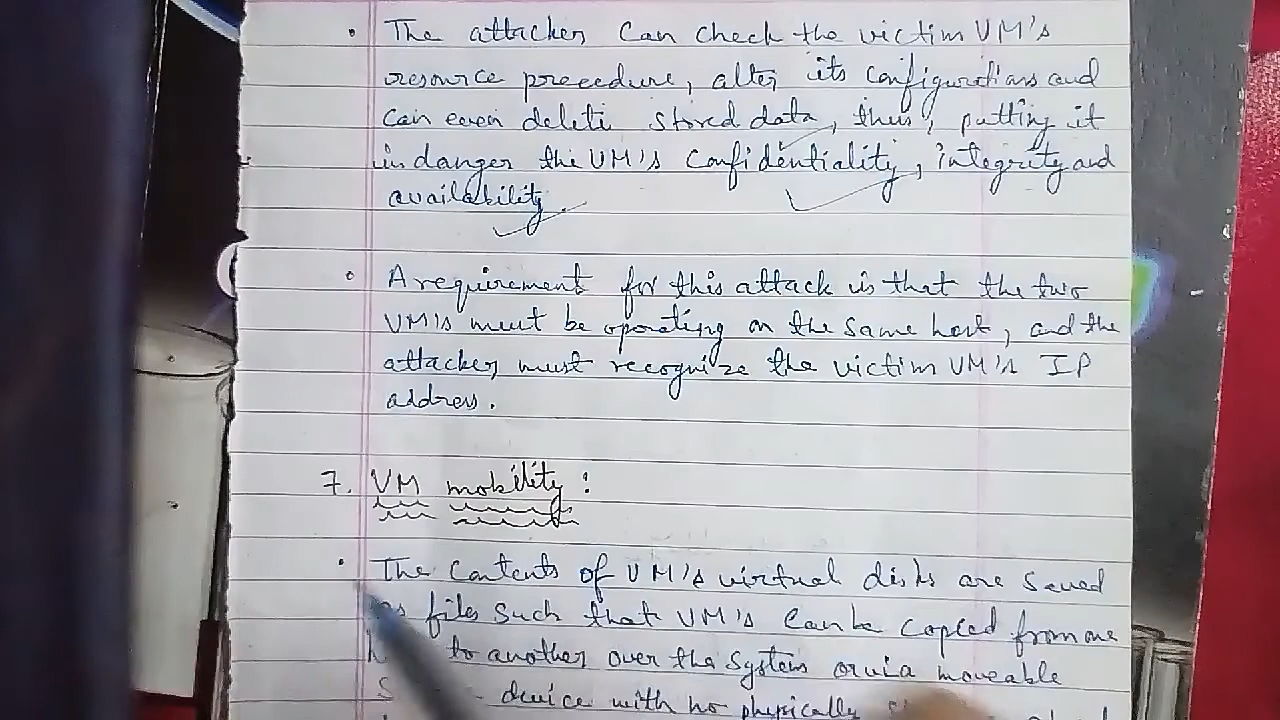 • The attacker can check the victim VM's
resource procedure, alter its configurations and
can even delete stored data, thus, putting it
in danger the VM's confidentiality, integrity and
availability.
• A requirement for this attack is that the two
VM's must be operating on the same host, and the
attacker must recognize the victim VM's IP
address.
7. VM mobility :
• The contents of VM's virtual disks are saved
as files such that VM's can be copied from one
to another over the system or via moveable
device with no physically